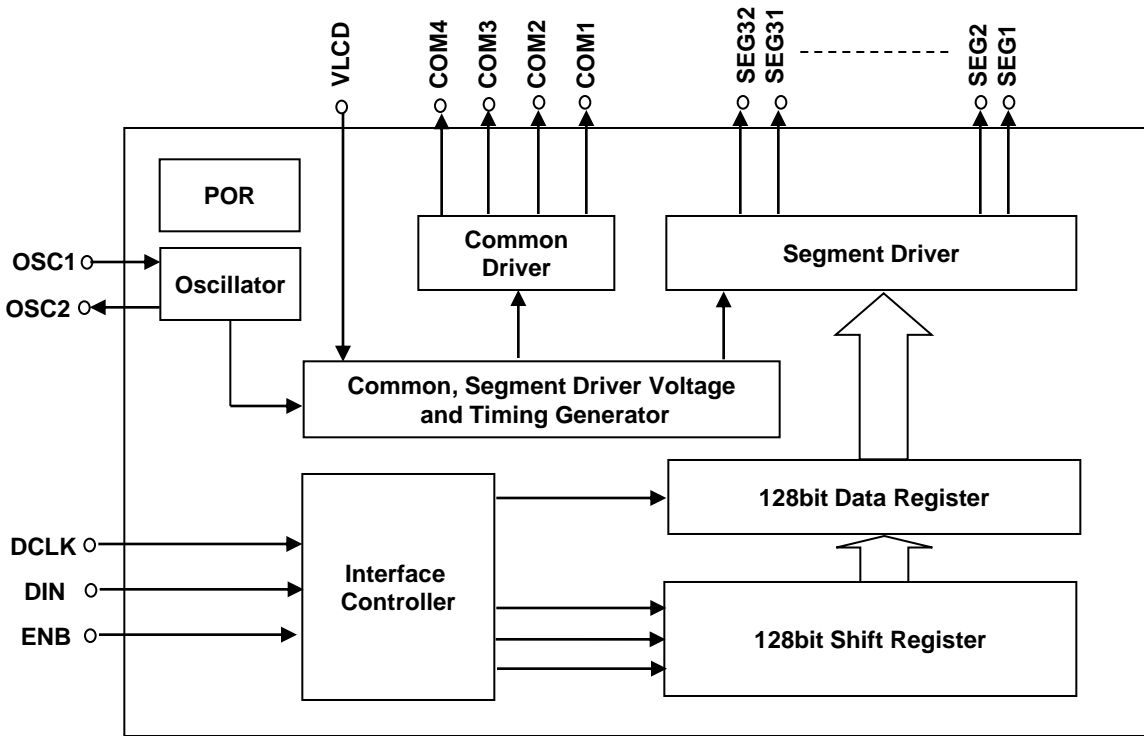 VLCD
COM4
COM3
COM2
COM1
SEG32
SEG31
SEG2
SEG1
POR
OSC1
OSC2
Oscillator
Common
Driver
Segment Driver
Common, Segment Driver Voltage
and Timing Generator
128bit Data Register
DCLK
DIN
ENB
Interface
Controller
128bit Shift Register